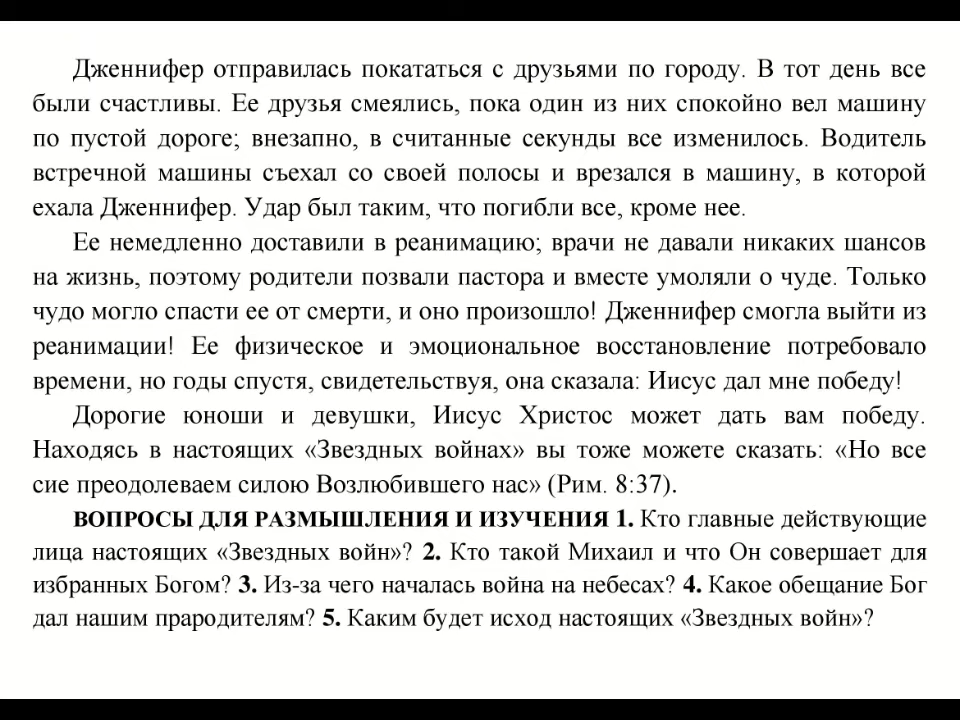 Дженнифер отправилась покататься с друзьями по городу. В тот день все
были счастливы. Ее друзья смеялись, пока один из них спокойно вел машину
по пустой дороге; внезапно, в считанные секунды все изменилось. Водитель
встречной машины съехал со своей полосы и врезался в машину, в которой
ехала Дженнифер. Удар был таким, что погибли все, кроме нее.
Ее немедленно доставили в реанимацию; врачи не давали никаких шансов
на жизнь, поэтому родители позвали пастора и вместе умоляли о чуде. Только
чудо могло спасти ее от смерти, и оно произошло! Дженнифер смогла выйти из
реанимации! Ее физическое и эмоциональное восстановление потребовало
времени, но годы спустя, свидетельствуя, она сказала: Иисус дал мне победу!
Дорогие юноши и девушки, Иисус Христос может дать вам победу.
Находясь в настоящих «Звездных войнах» вы тоже можете сказать: «Но все
сие преодолеваем силою Возлюбившего нас» (Рим. 8:37).
ВОПРОСЫ ДЛЯ РАЗМЫШЛЕНИЯ И ИЗУЧЕНИЯ 1. Кто главные действующие
лица настоящих «Звездных войн»? 2. Кто такой Михаил и что Он совершает для
избранных Богом? 3. Из-за чего началась война на небесах? 4. Какое обещание Бог
дал нашим прародителям? 5. Каким будет исход настоящих «Звездных войн»?